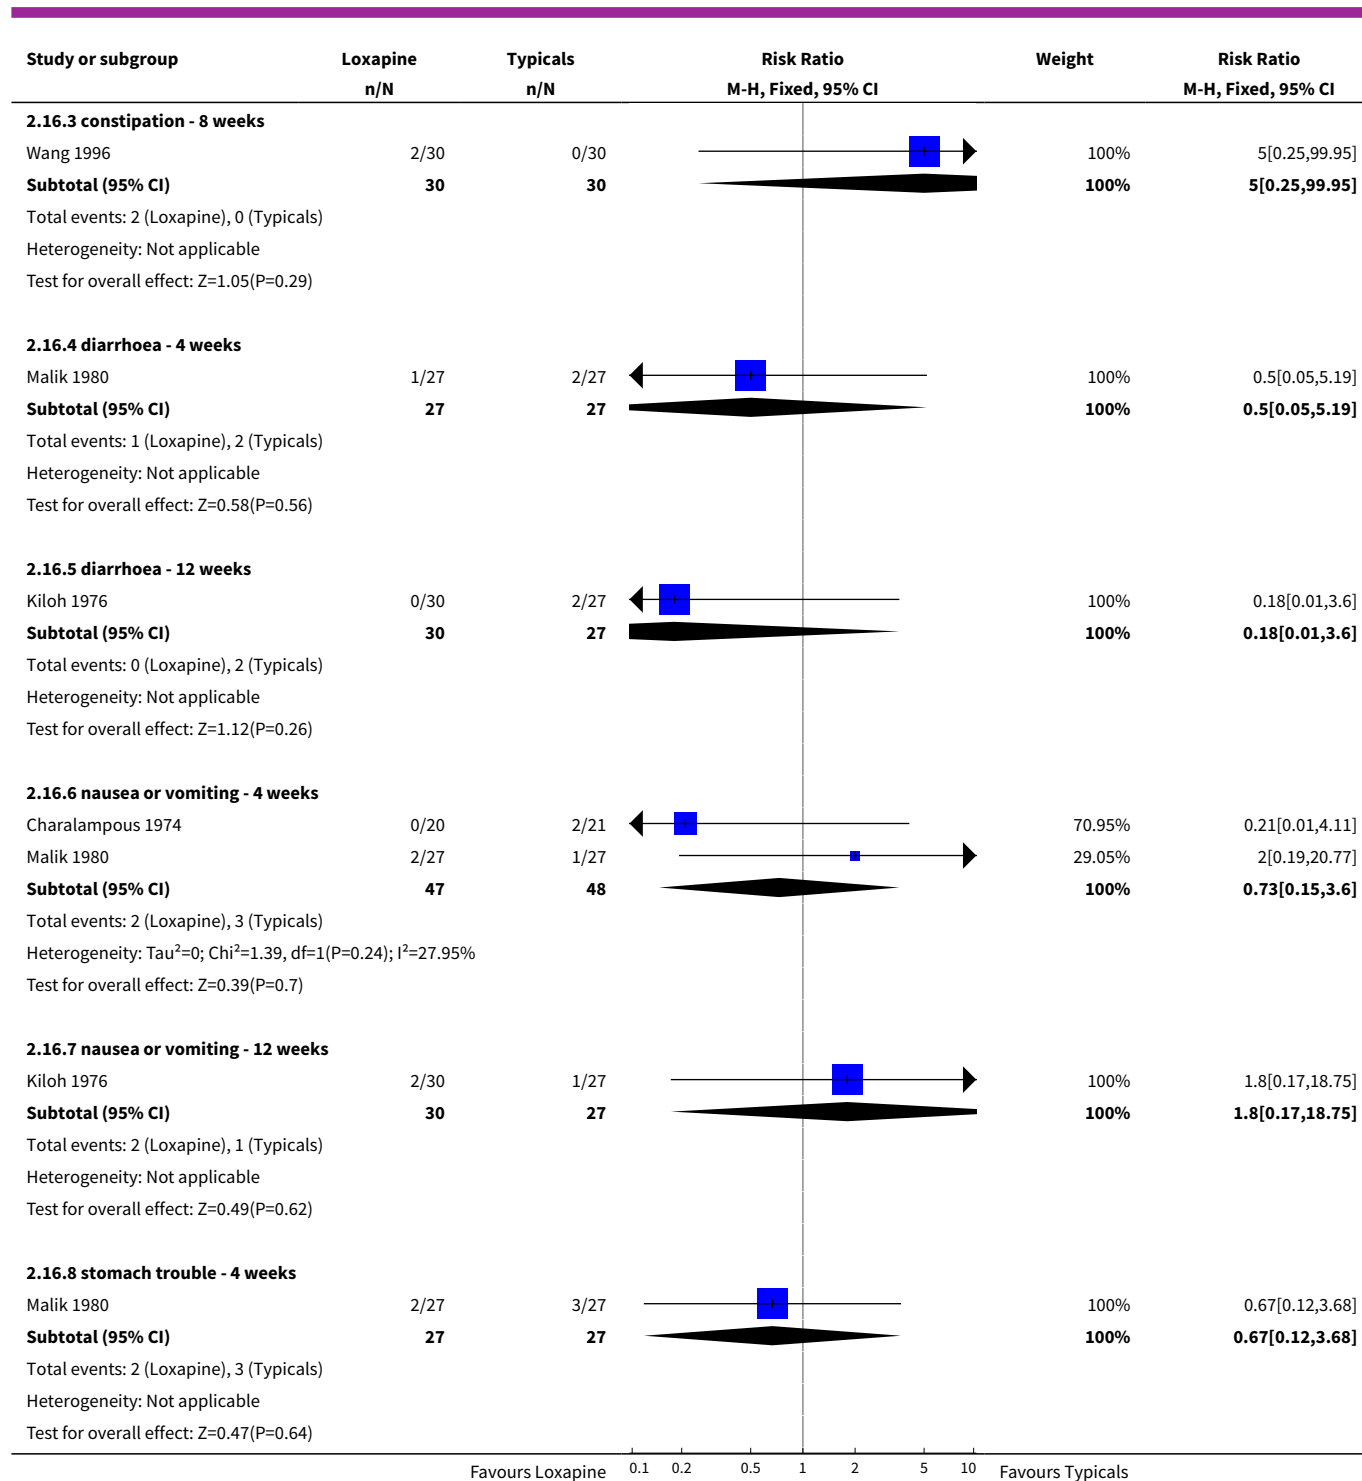 Study or subgroup Loxapine Typicals Risk Ratio Weight Risk Ratio
n/N n/N M-H, Fixed, 95% CI M-H, Fixed, 95% CI
2.16.3 constipation - 8 weeks
Wang 1996 2/30 0/30 100% 5[0.25,99.95]
Subtotal (95% CI) 30 30 100% 5[0.25,99.95]
Total events: 2 (Loxapine), 0 (Typicals)
Heterogeneity: Not applicable
Test for overall effect: Z=1.05(P=0.29)
2.16.4 diarrhoea - 4 weeks
Malik 1980 1/27 2/27 100% 0.5[0.05,5.19]
Subtotal (95% CI) 27 27 100% 0.5[0.05,5.19]
Total events: 1 (Loxapine), 2 (Typicals)
Heterogeneity: Not applicable
Test for overall effect: Z=0.58(P=0.56)
2.16.5 diarrhoea - 12 weeks
Kiloh 1976 0/30 2/27 100% 0.18[0.01,3.6]
Subtotal (95% CI) 30 27 100% 0.18[0.01,3.6]
Total events: 0 (Loxapine), 2 (Typicals)
Heterogeneity: Not applicable
Test for overall effect: Z=1.12(P=0.26)
2.16.6 nausea or vomiting - 4 weeks
Charalampous 1974 0/20 2/21 70.95% 0.21[0.01,4.11]
Malik 1980 2/27 1/27 29.05% 2[0.19,20.77]
Subtotal (95% CI) 47 48 100% 0.73[0.15,3.6]
Total events: 2 (Loxapine), 3 (Typicals)
Heterogeneity: Tau²=0; Chi²=1.39, df=1(P=0.24); I²=27.95%
Test for overall effect: Z=0.39(P=0.7)
2.16.7 nausea or vomiting - 12 weeks
Kiloh 1976 2/30 1/27 100% 1.8[0.17,18.75]
Subtotal (95% CI) 30 27 100% 1.8[0.17,18.75]
Total events: 2 (Loxapine), 1 (Typicals)
Heterogeneity: Not applicable
Test for overall effect: Z=0.49(P=0.62)
2.16.8 stomach trouble - 4 weeks
Malik 1980 2/27 3/27 100% 0.67[0.12,3.68]
Subtotal (95% CI) 27 27 100% 0.67[0.12,3.68]
Total events: 2 (Loxapine), 3 (Typicals)
Heterogeneity: Not applicable
Test for overall effect: Z=0.47(P=0.64)
Favours Loxapine 0.1 0.2 0.5 1 2 5 10 Favours Typicals